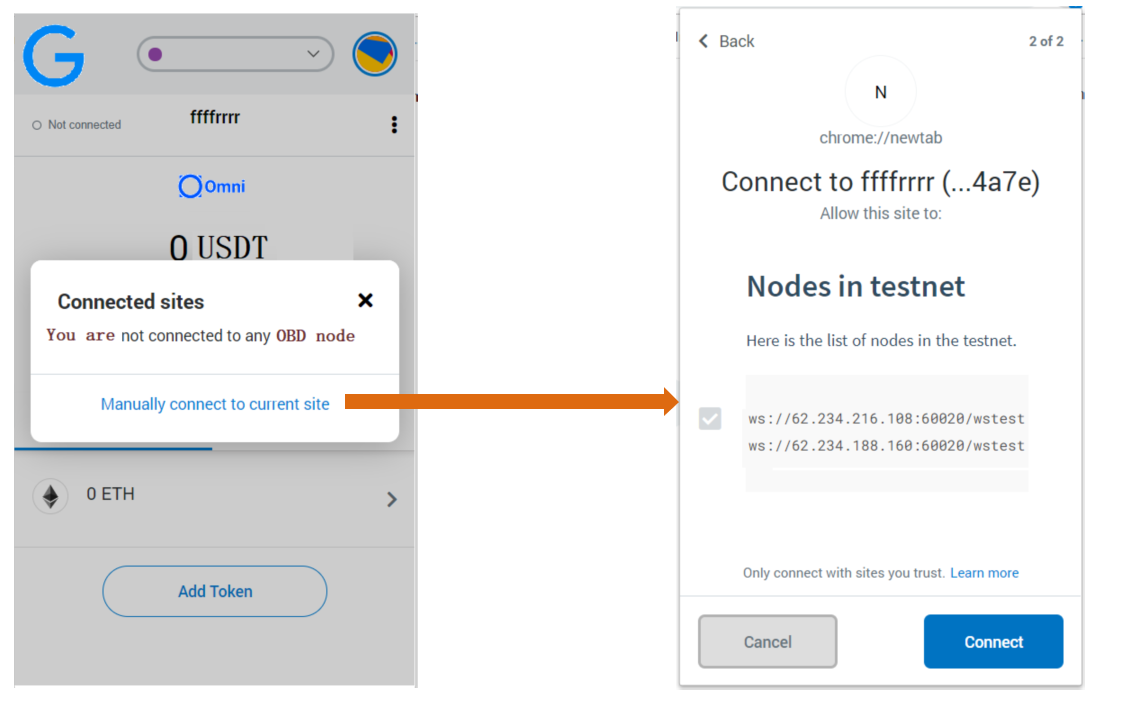 G
Not connected
ffffrrrr
Omni
0 USDT
Connected sites
You are not connected to any OBD node
Manually connect to current site
0 ETH
Add Token
Back
2 of 2
N
chrome://newtab
Connect to ffffrrrr (...4a7e)
Allow this site to:
Nodes in testnet
Here is the list of nodes in the testnet.
ws://62.234.216.108:60020/wstest
ws://62.234.188.160:60020/wstest
Only connect with sites you trust. Learn more
Cancel
Connect